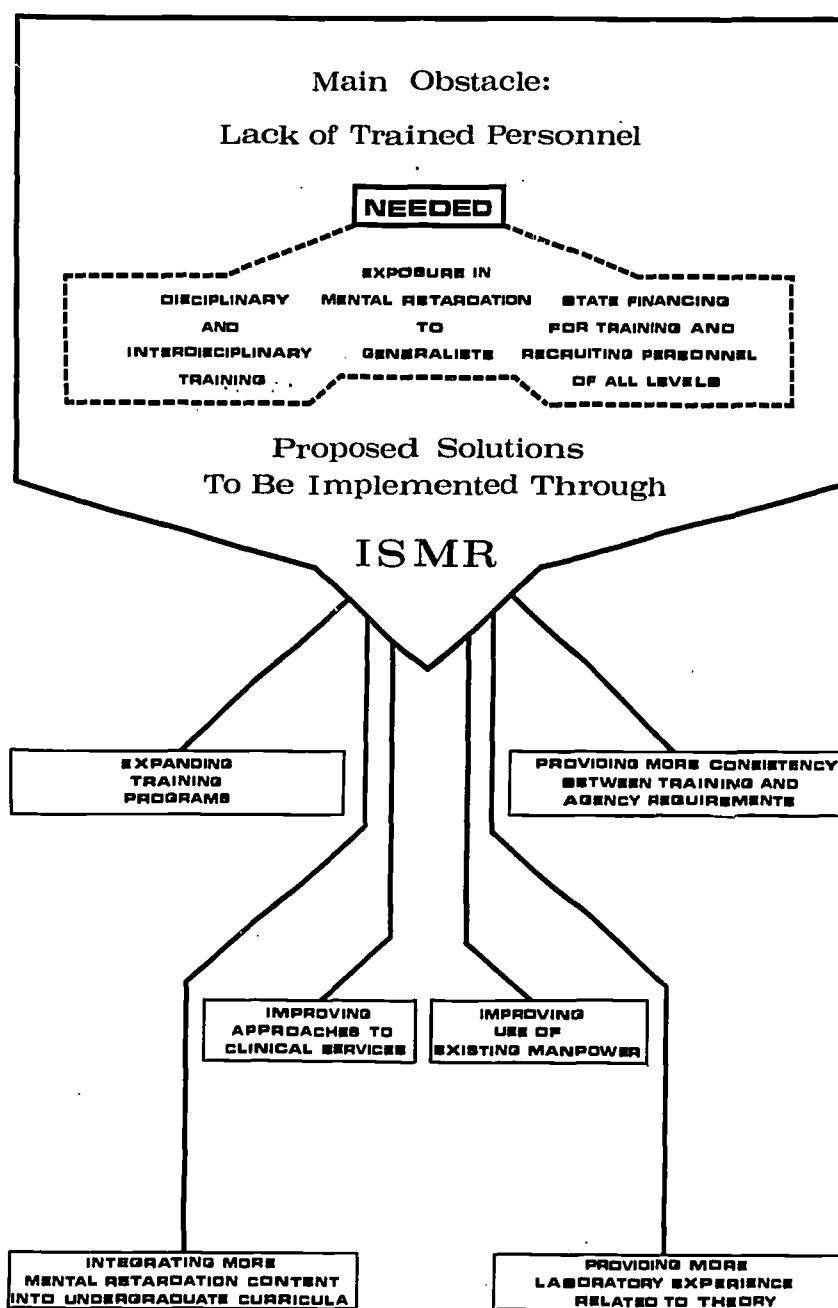 Main Obstacle:
Lack of Trained Personnel
NEEDED
DISCIPLINARY
AND
INTERDISCIPLINARY
TRAINING
EXPOSURE IN
MENTAL RETARDATION
TO
GENERALISTS
STATE FINANCING
FOR TRAINING AND
RECRUITING PERSONNEL
OF ALL LEVELS
Proposed Solutions
To Be Implemented Through
ISMR
EXPANDING
TRAINING
PROGRAMS
PROVIDING MORE CONSISTENCY
BETWEEN TRAINING AND
AGENCY REQUIREMENTS
IMPROVING
APPROACHES TO
CLINICAL SERVICES
IMPROVING
USE OF
EXISTING MANPOWER
INTEGRATING MORE
MENTAL RETARDATION CONTENT
INTO UNDERGRADUATE CURRICULA
PROVIDING MORE
LABORATORY EXPERIENCE
RELATED TO THEORY